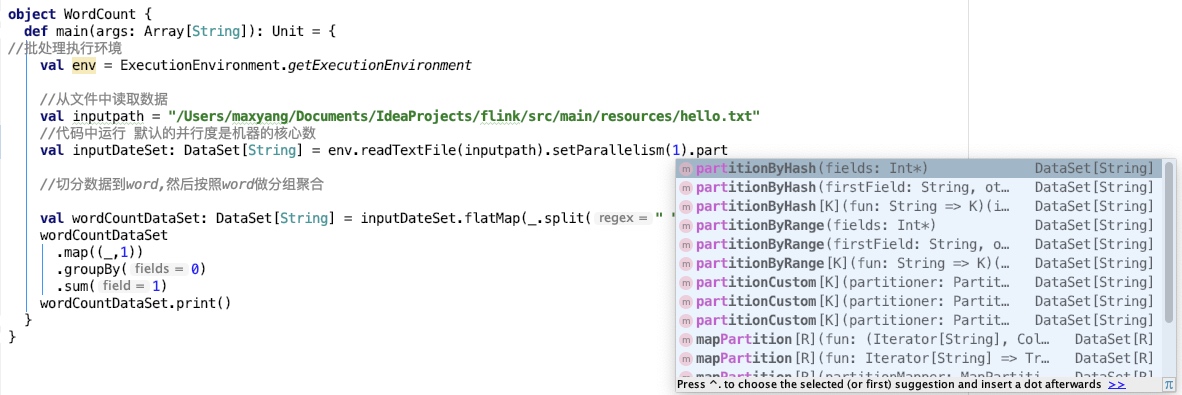 object WordCount {
def main(args: Array[String]): Unit = {
//批处理执行环境
val env = ExecutionEnvironment.getExecutionEnvironment
//从文件中读取数据
val inputpath = "/Users/maxyang/Documents/IdeaProjects/flink/src/main/resources/hello.txt"
//代码中运行 默认的并行度是机器的核心数
val inputDateSet: DataSet[String] = env.readTextFile(inputpath).setParallelism(1).part
//切分数据到word,然后按照word做分组聚合
val wordCountDataSet: DataSet[String] = inputDateSet.flatMap(_.split( regex = " "
wordCountDataSet
.map((_,1))
.groupBy( fields = 0)
.sum( field = 1)
wordCountDataSet.print()
}
}
partitionByHash(fields: Int*) DataSet[String]
partitionByHash(firstField: String, ot… DataSet[String]
partitionByHash[K](fun: String => K)(i… DataSet[String]
partitionByRange(fields: Int*) DataSet[String]
partitionByRange(firstField: String, o… DataSet[String]
partitionByRange[K](fun: String => K)(… DataSet[String]
partitionCustom[K](partitioner: Partit… DataSet[String]
partitionCustom[K](partitioner: Partit… DataSet[String]
partitionCustom[K](partitioner: Partit… DataSet[String]
mapPartition[R](fun: (Iterator[String], Col… DataSet[R]
mapPartition[R](fun: Iterator[String] => Tr… DataSet[R]
mapPartition[R](partitionMapper: MapPartiti… DataSet[R]
Press ^. to choose the selected (or first) suggestion and insert a dot afterwards >> π